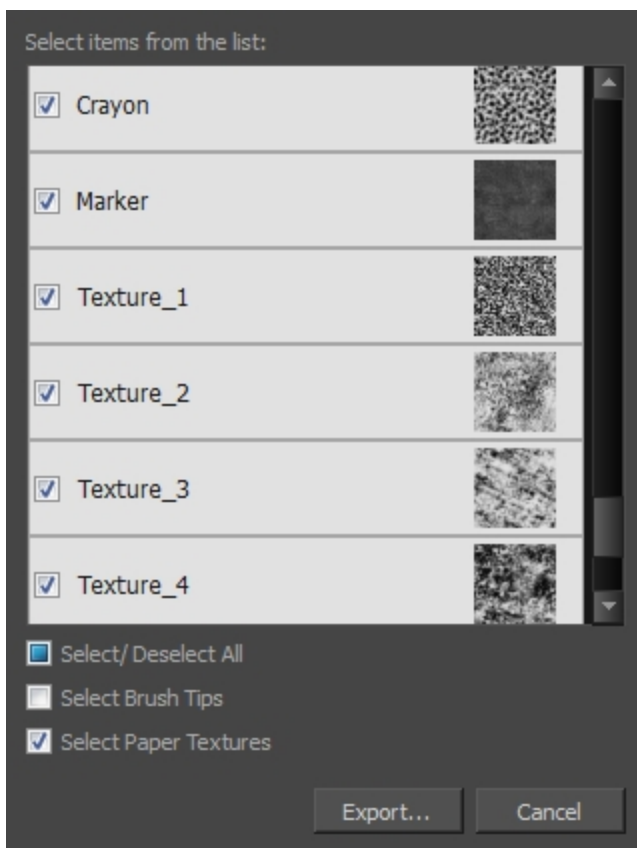 Select items from the list:
Crayon
Marker
Texture_1
Texture_2
Texture_3
Texture_4
Select/ Deselect All
Select Brush Tips
Select Paper Textures
Export... Cancel